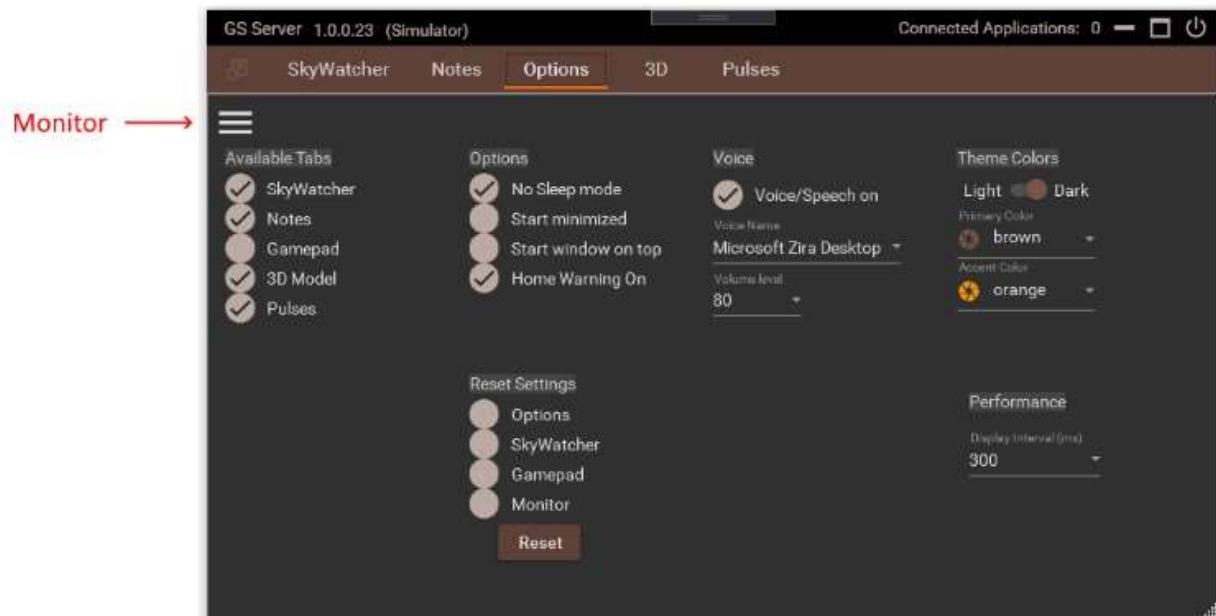 GS Server 1.0.0.23 (Simulator) Connected Applications: 0
SkyWatcher Notes Options 3D Pulses
Monitor
Available Tabs
SkyWatcher
Notes
Gamepad
3D Model
Pulses
Options
No Sleep mode
Start minimized
Start window on top
Home Warning On
Voice
Voice/Speech on
Voice Name
Microsoft Zira Desktop
Volume level
80
Theme Colors
Light Dark
Primary Color
brown
Accent Color
orange
Reset Settings
Options
SkyWatcher
Gamepad
Monitor
Reset
Performance
Display Interval (ms)
300